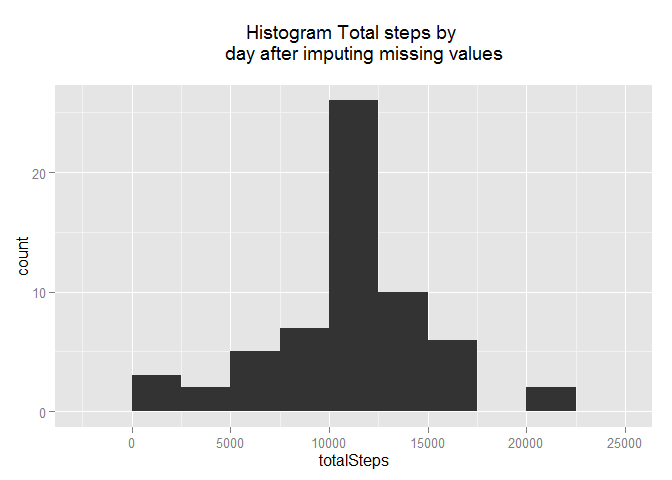 Histogram Total steps by
day after imputing missing values
count
20
10
0
0 5000 10000 15000 20000 25000
totalSteps